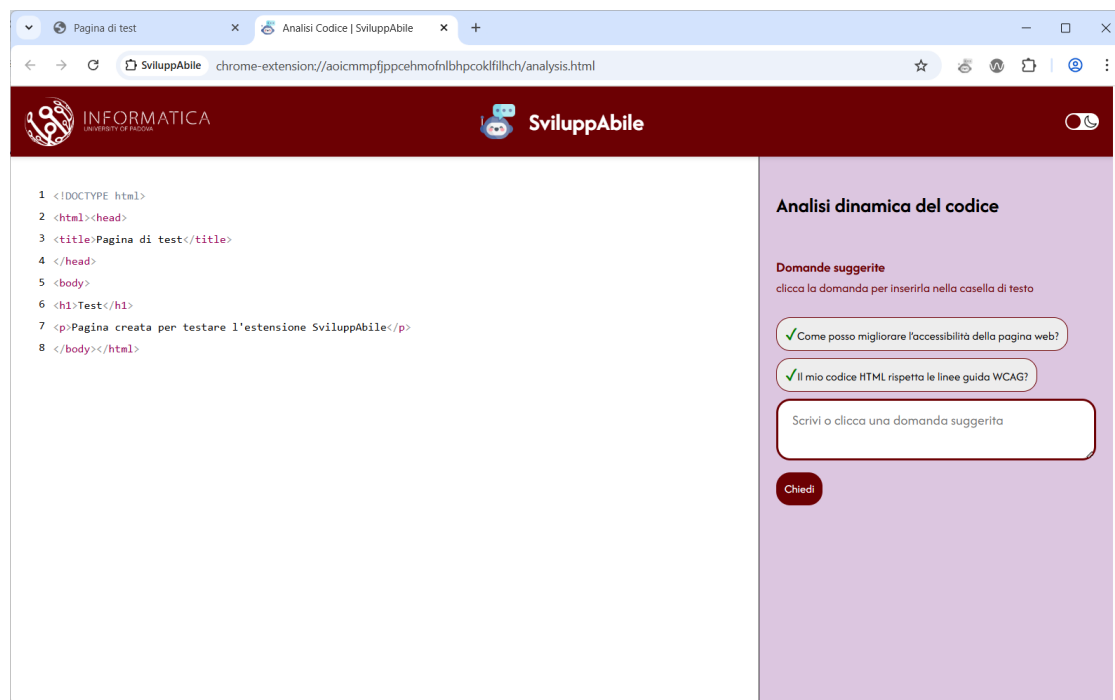 Pagina di test
Analisi Codice | SviluppAbile
SviluppAbile
chrome-extension://aoicmmpfjppcehmofnlbhpcoklfilhch/analysis.html
INFORMATICA
UNIVERSITY OF PADOVA
SviluppAbile
1 <!DOCTYPE html>
2 <html><head>
3 <title>Pagina di test</title>
4 </head>
5 <body>
6 <h1>Test</h1>
7 <p>Pagina creata per testare l'estensione SviluppAbile</p>
8 </body></html>
Analisi dinamica del codice
Domande suggerite
clicca la domanda per inserirla nella casella di testo
✓Come posso migliorare l'accessibilità della pagina web?
✓Il mio codice HTML rispetta le linee guida WCAG?
Scrivi o clicca una domanda suggerita
Chiedi